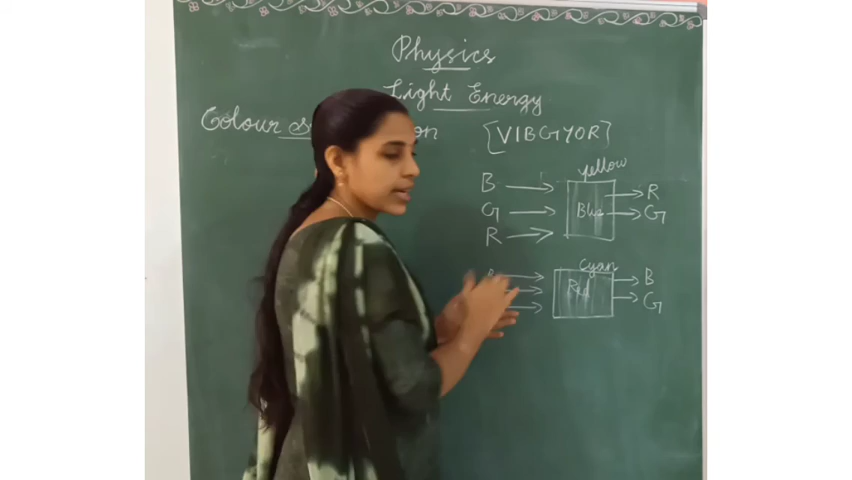 Physics
Light Energy
Colour
[VIBGYOR]
yellow
B
Blue
R
G
G
R
Cyan
Red
B
G